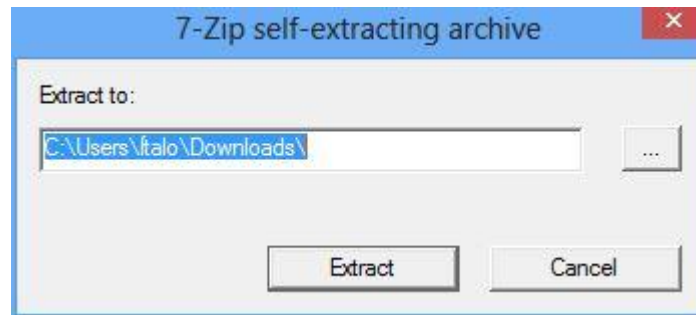 7-Zip self-extracting archive
Extract to:
C:\Users\Ítalo\Downloads\
...
Extract Cancel